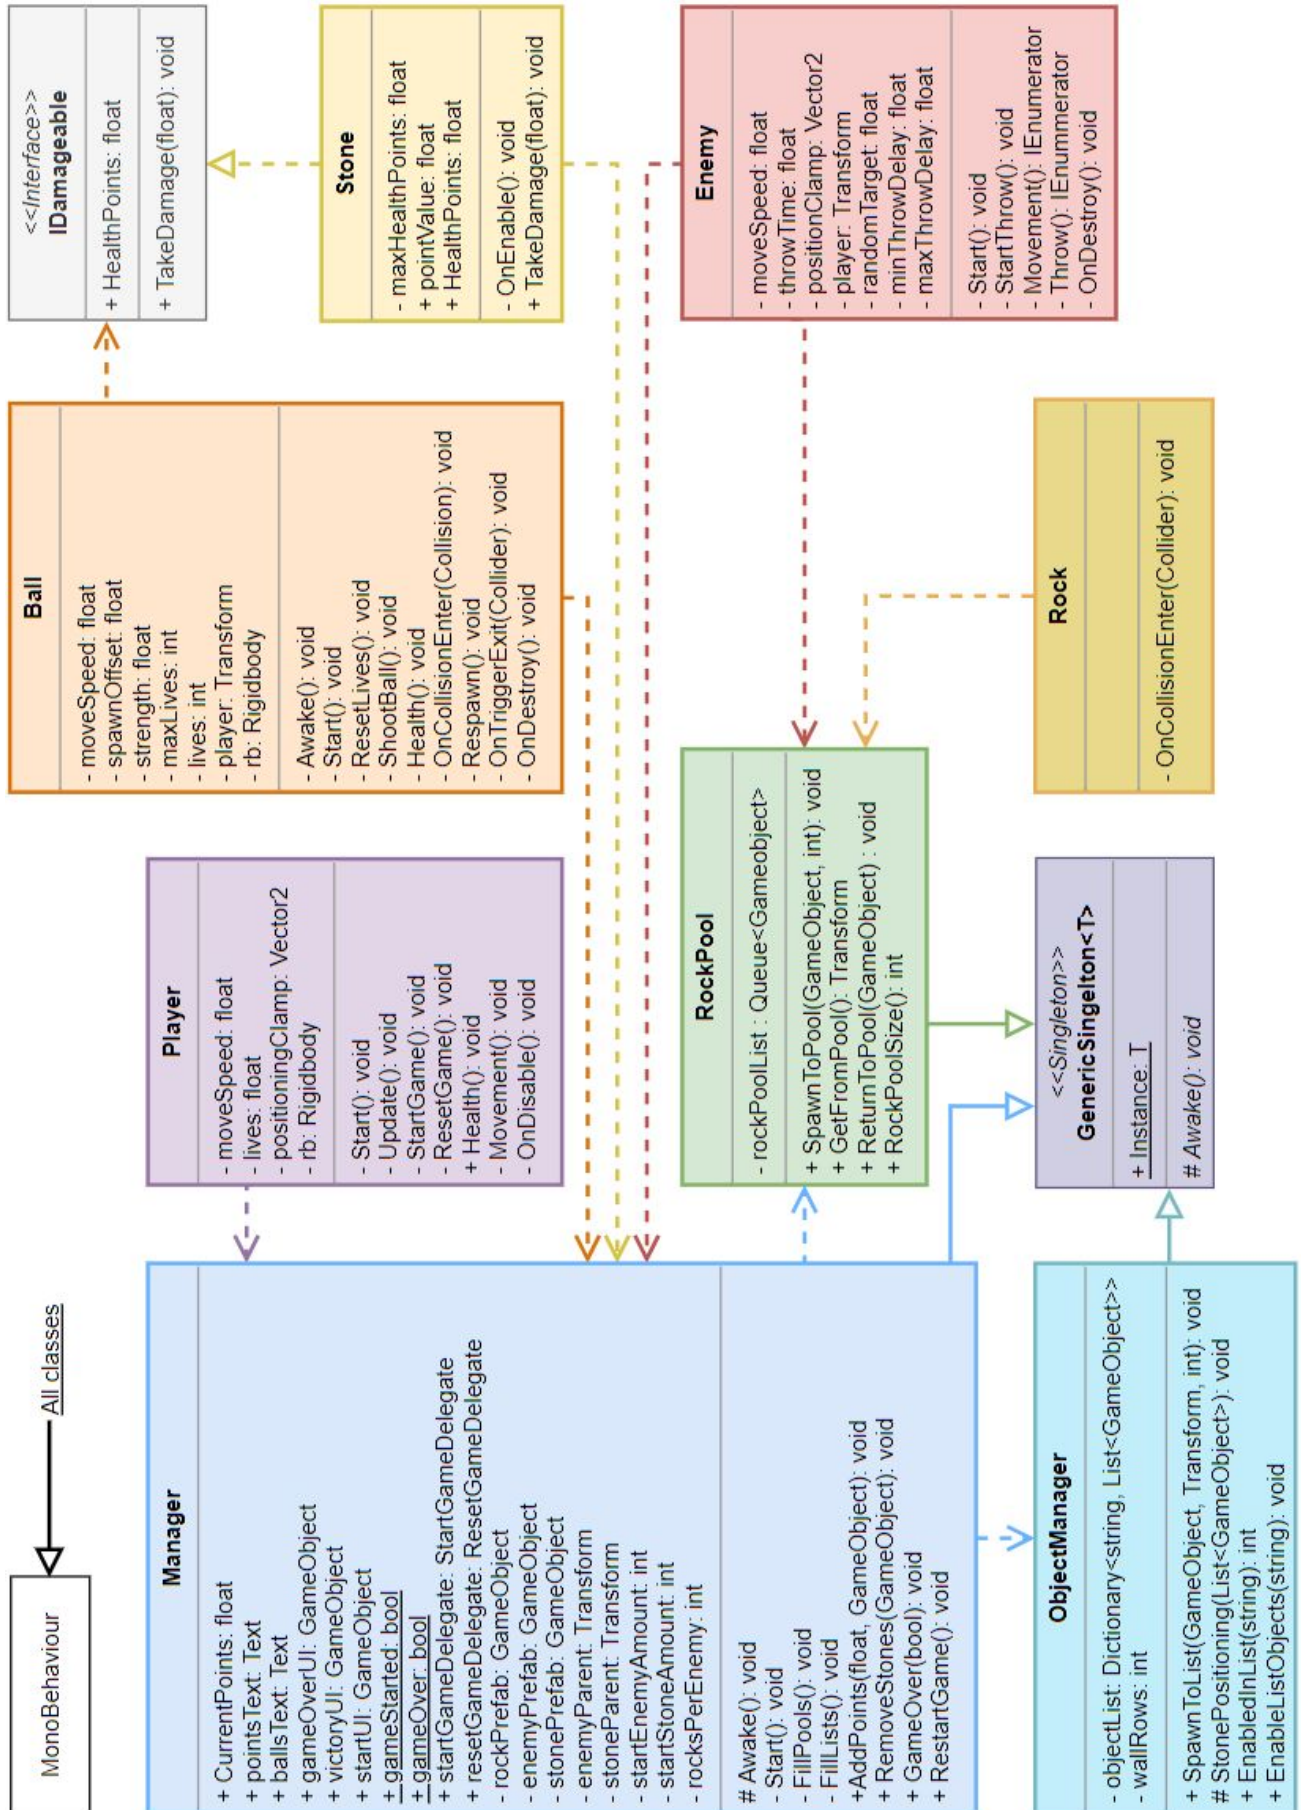 MonoBehaviour
All classes
Manager
+ CurrentPoints: float
+ pointsText: Text
+ ballsText: Text
+ gameOverUI: GameObject
+ victoryUI: GameObject
+ startUI: GameObject
+ gameStarted: bool
+ gameOver: bool
+ startGameDelegate: StartGameDelegate
+ resetGameDelegate: ResetGameDelegate
- rockPrefab: GameObject
- enemyPrefab: GameObject
- stonePrefab: GameObject
- enemyParent: Transform
- stoneParent: Transform
- startEnemyAmount: int
- startStoneAmount: int
- rocksPerEnemy: int
# Awake(): void
- Start(): void
- FillPools(): void
- FillLists(): void
+AddPoints(float, GameObject): void
+ RemoveStones(GameObject): void
+ GameOver(bool): void
+ RestartGame(): void
Player
- moveSpeed: float
- lives: float
- positioningClamp: Vector2
- rb: Rigidbody
- Start(): void
- Update(): void
- StartGame(): void
- ResetGame(): void
+ Health(): void
- Movement(): void
- OnDisable(): void
Ball
- moveSpeed: float
- spawnOffset: float
- strength: float
- maxLives: int
- lives: int
- player: Transform
- rb: Rigidbody
- Awake(): void
- Start(): void
- ResetLives(): void
- ShootBall(): void
- Health(): void
- OnCollisionEnter(Collision): void
- Respawn(): void
- OnTriggerExit(Collider): void
- OnDestroy(): void
<<Interface>>
IDamageable
+ HealthPoints: float
+ TakeDamage(float): void
Stone
- maxHealthPoints: float
+ pointValue: float
+ HealthPoints: float
- OnEnable(): void
+ TakeDamage(float): void
RockPool
- rockPoolList : Queue<Gameobject>
+ SpawnToPool(GameObject, int): void
+ GetFromPool(): Transform
+ ReturnToPool(GameObject) : void
+ RockPoolSize(): int
Enemy
- moveSpeed: float
- throwTime: float
- positionClamp: Vector2
- player: Transform
- randomTarget: float
- minThrowDelay: float
- maxThrowDelay: float
- Start(): void
- StartThrow(): void
- Movement(): IEnumerator
- Throw(): IEnummerator
- OnDestroy(): void
ObjectManager
- objectList: Dictionary<string, List<GameObject>>
- wallRows: int
+ SpawnToList(GameObject, Transform, int): void
# StonePositioning(List<GameObject>): void
+ EnabledInList(string): int
+ EnableListObjects(string): void
<<Singleton>>
GenericSingelton<T>
+ Instance: T
# Awake(): void
Rock
- OnCollisionEnter(Collider): void